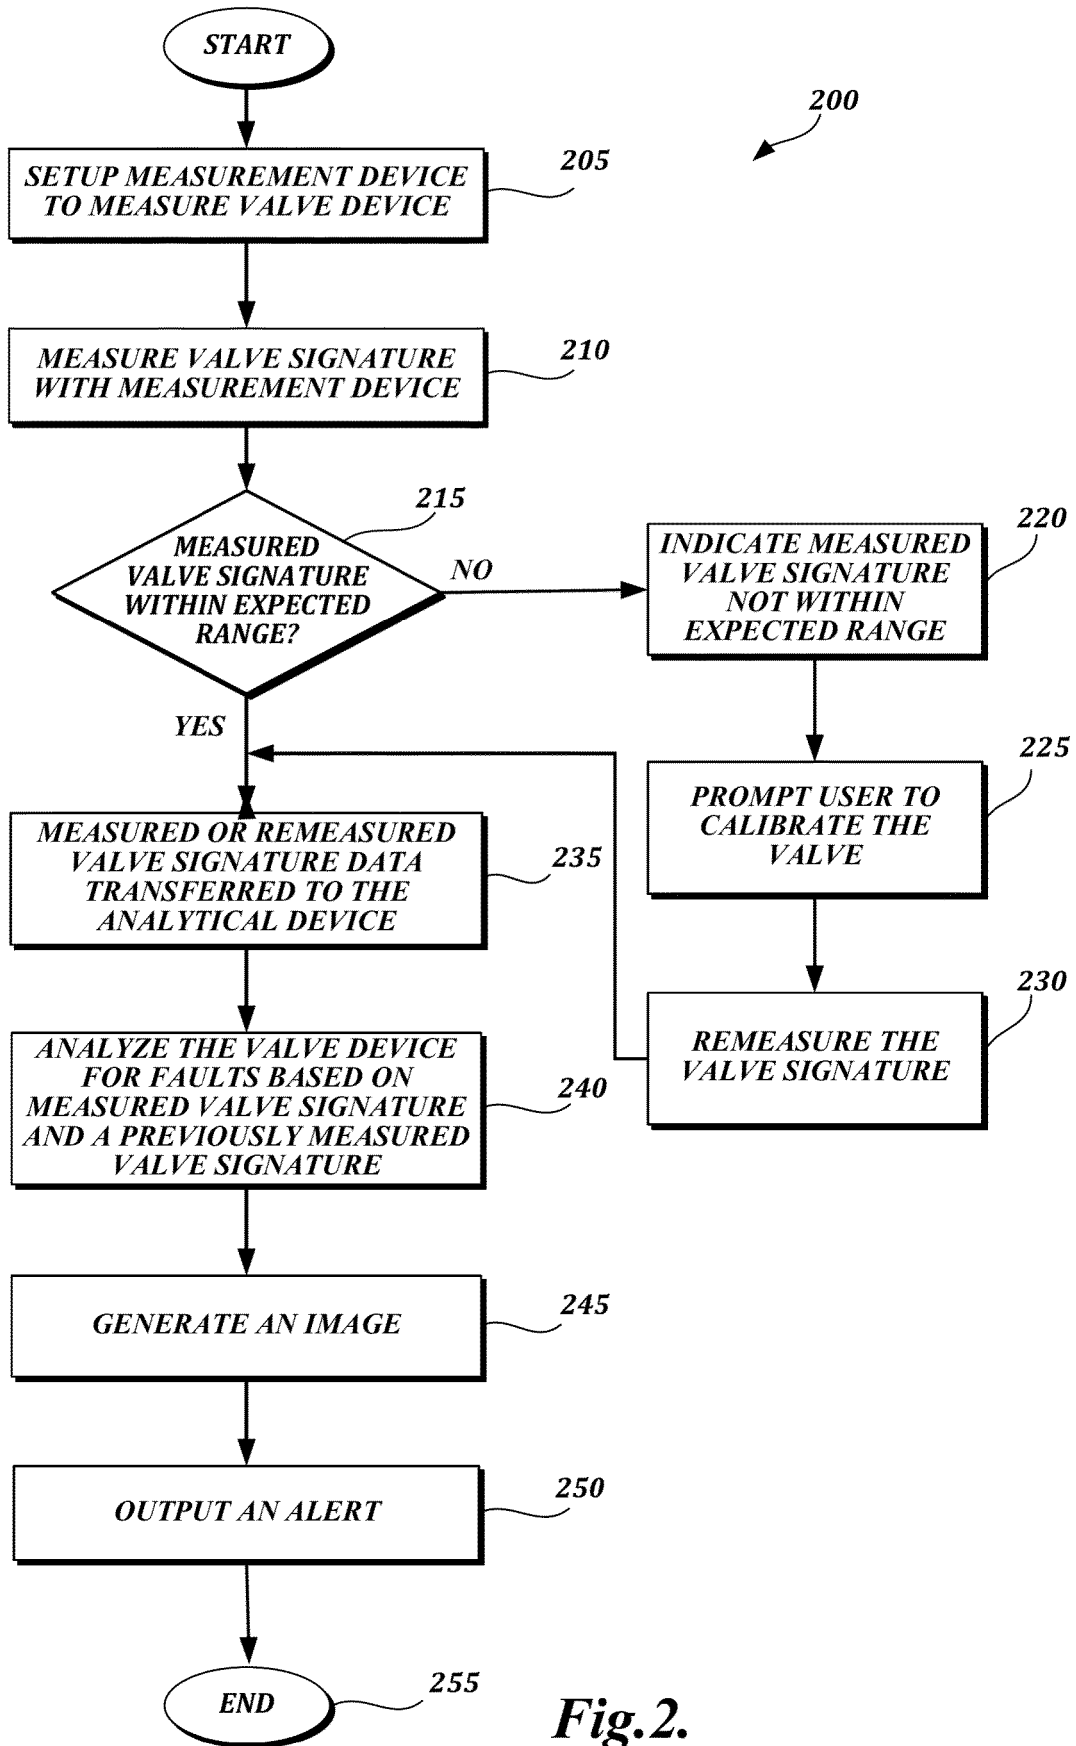 START
200
SETUP MEASUREMENT DEVICE
TO MEASURE VALVE DEVICE
205
MEASURE VALVE SIGNATURE
WITH MEASUREMENT DEVICE
210
MEASURED
VALVE SIGNATURE
WITHIN EXPECTED
RANGE?
215
NO
YES
INDICATE MEASURED
VALVE SIGNATURE
NOT WITHIN
EXPECTED RANGE
220
PROMPT USER TO
CALIBRATE THE
VALVE
225
REMEASURE THE
VALVE SIGNATURE
230
MEASURED OR REMEASURED
VALVE SIGNATURE DATA
TRANSFERRED TO THE
ANALYTICAL DEVICE
235
ANALYZE THE VALVE DEVICE
FOR FAULTS BASED ON
MEASURED VALVE SIGNATURE
AND A PREVIOUSLY MEASURED
VALVE SIGNATURE
240
GENERATE AN IMAGE
245
OUTPUT AN ALERT
250
END
255
Fig.2.